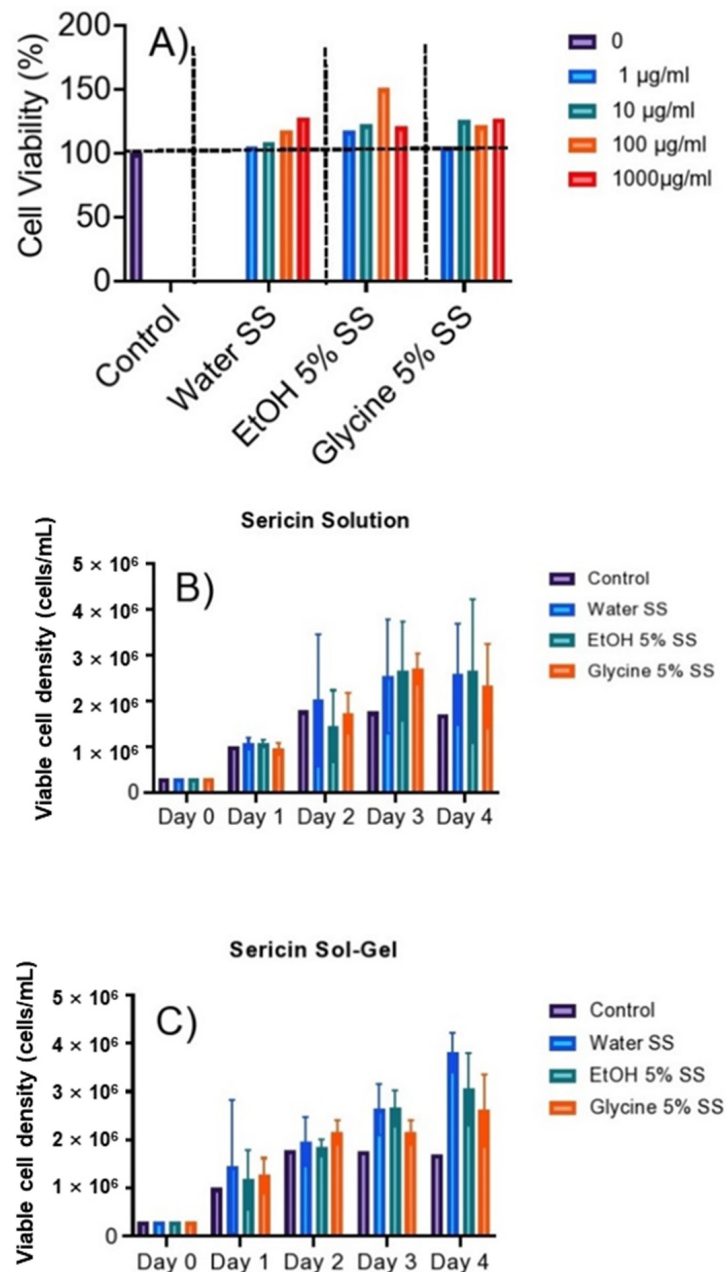 A)
Cell Viability (%)
200
150
100
50
0
Control
Water SS
EtOH 5% SS
Glycine 5% SS
0
1 µg/ml
10 µg/ml
100 µg/ml
1000µg/ml
Sericin Solution
B)
Viable cell density (cells/mL)
5 × 10⁶
4 × 10⁶
3 × 10⁶
2 × 10⁶
1 × 10⁶
0
Day 0 Day 1 Day 2 Day 3 Day 4
Control
Water SS
EtOH 5% SS
Glycine 5% SS
Sericin Sol-Gel
C)
Viable cell density (cells/mL)
5 × 10⁶
4 × 10⁶
3 × 10⁶
2 × 10⁶
1 × 10⁶
0
Day 0 Day 1 Day 2 Day 3 Day 4
Control
Water SS
EtOH 5% SS
Glycine 5% SS